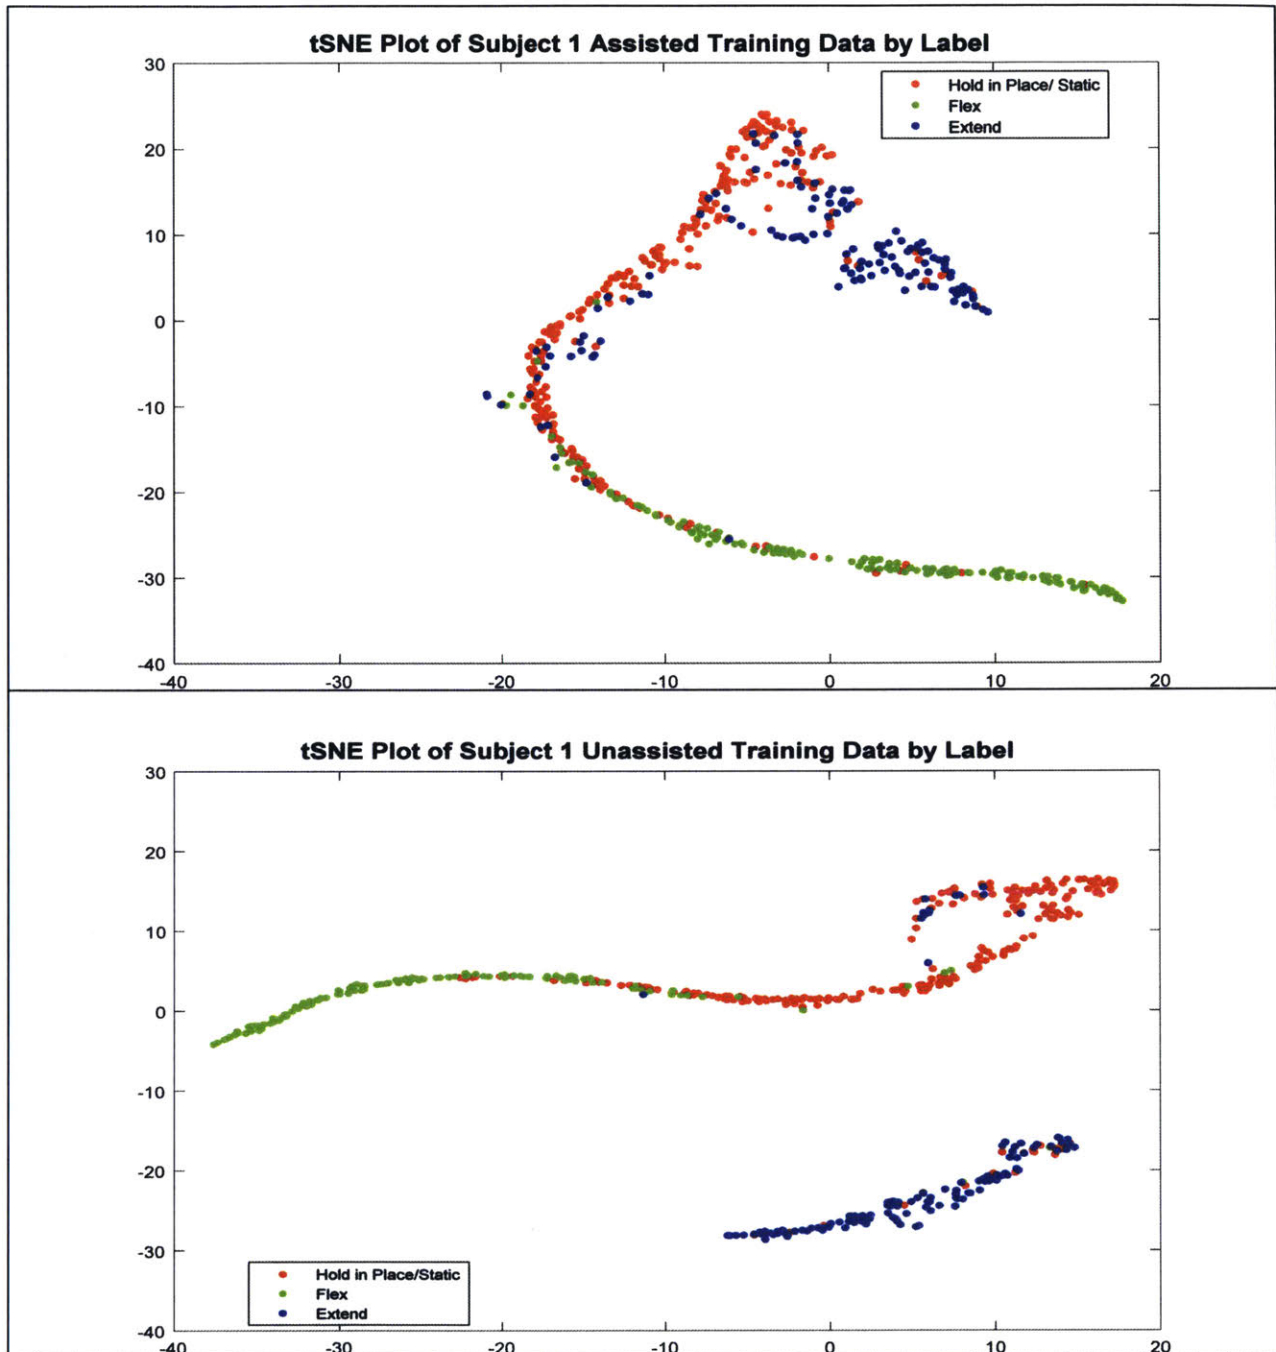 tSNE Plot of Subject 1 Assisted Training Data by Label
30
Hold in Place/ Static
Flex
Extend
20
10
0
-10
-20
-30
-40
-40 -30 -20 -10 0 10 20
tSNE Plot of Subject 1 Unassisted Training Data by Label
30
20
10
0
-10
-20
-30
Hold in Place/Static
Flex
Extend
-40
-40 -30 -20 -10 0 10 20